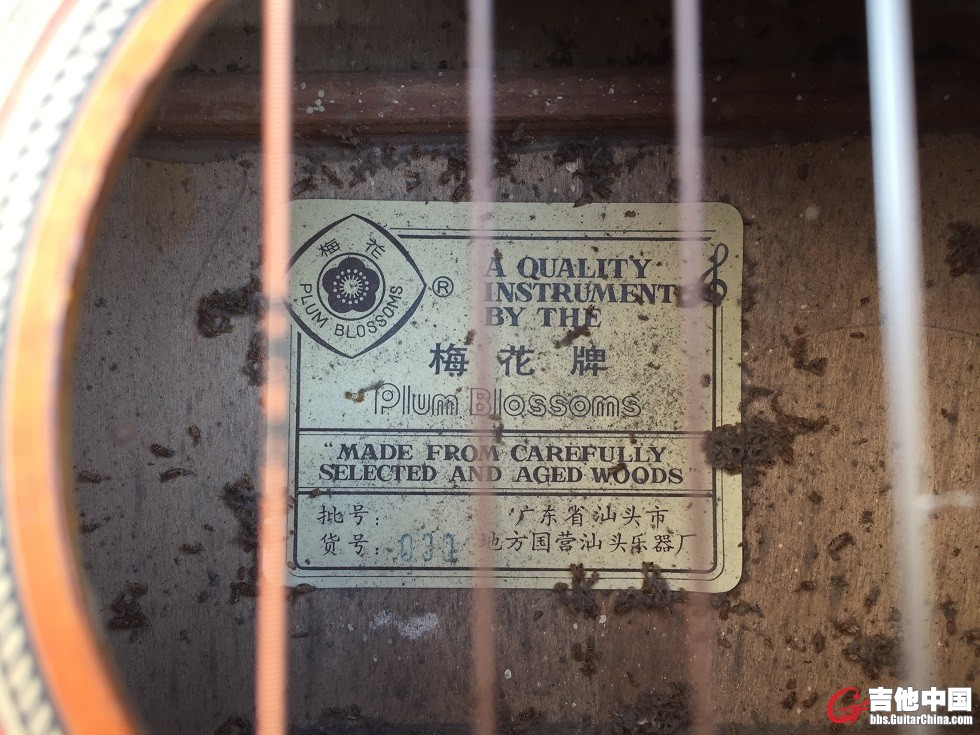 梅花
PLUM BLOSSOMS
®
A QUALITY
INSTRUMENT
BY THE
梅花牌
Plum Blossoms
“MADE FROM CAREFULLY
SELECTED AND AGED WOODS
批号： 广东省汕头市
货号： 地方国营汕头乐器厂
吉他中国
bbs.GuitarChina.com